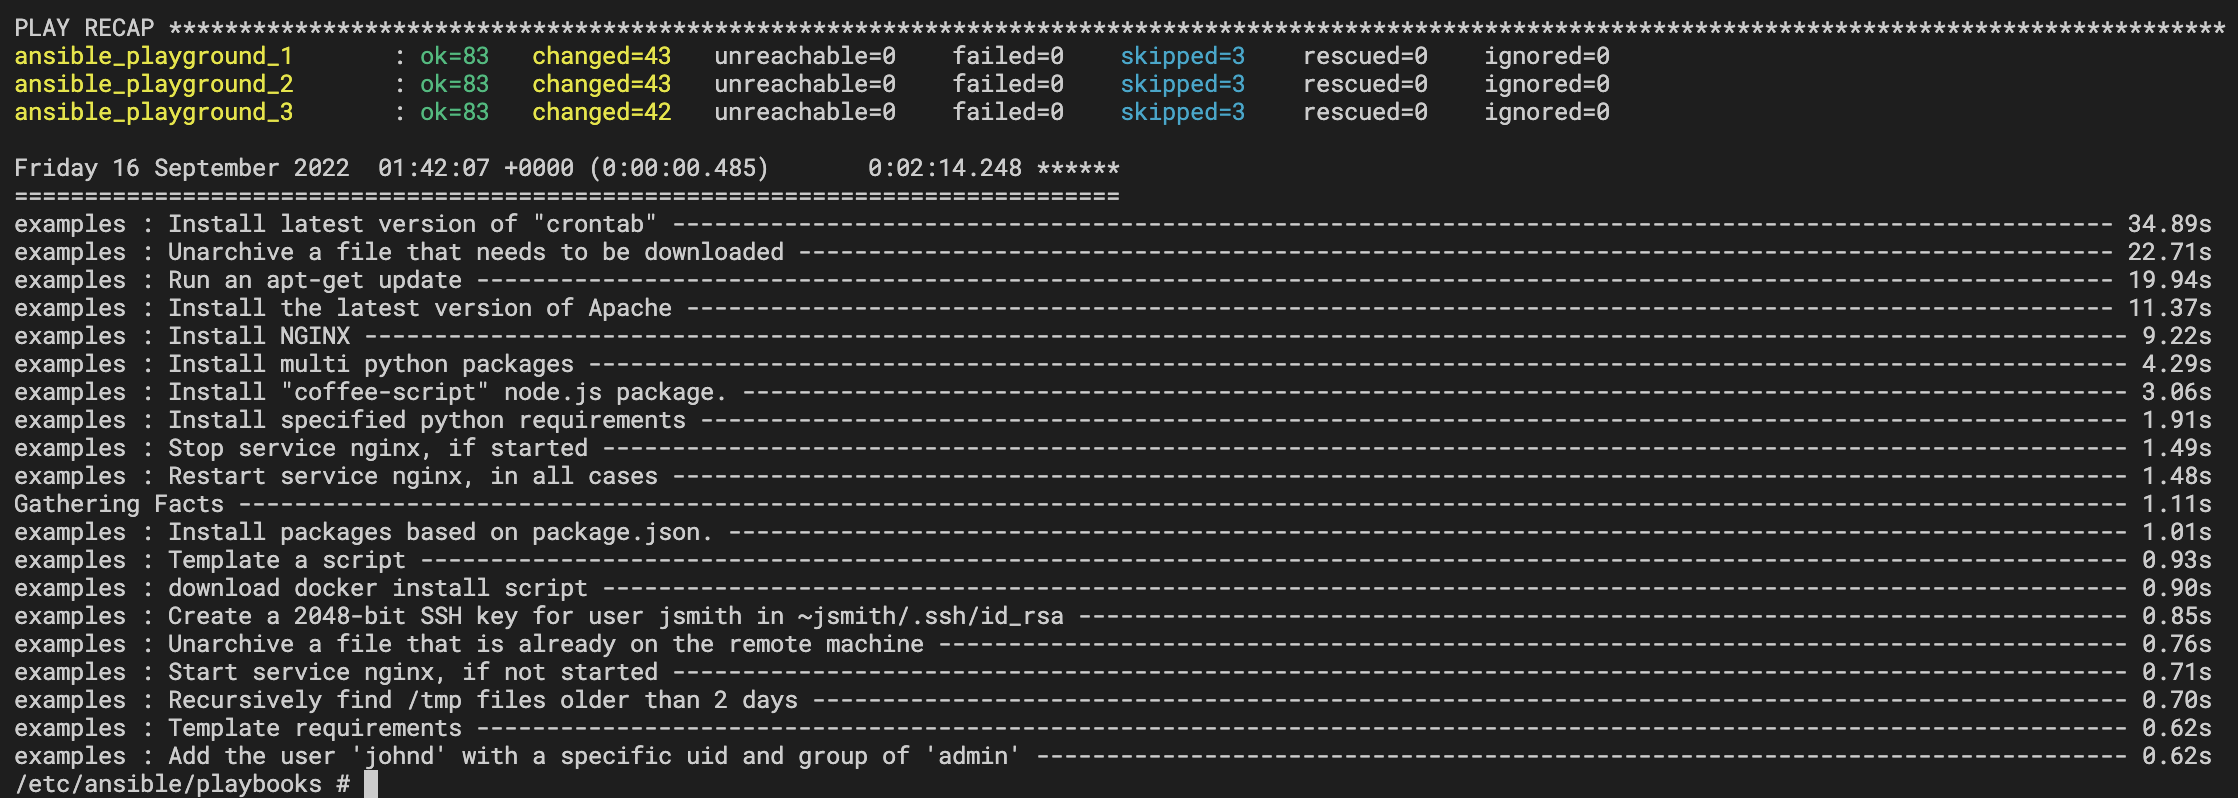 PLAY RECAP ***************************************************************************************************************************************************
ansible_playground_1       : ok=83   changed=43   unreachable=0    failed=0    skipped=3    rescued=0    ignored=0
ansible_playground_2       : ok=83   changed=43   unreachable=0    failed=0    skipped=3    rescued=0    ignored=0
ansible_playground_3       : ok=83   changed=42   unreachable=0    failed=0    skipped=3    rescued=0    ignored=0
Friday 16 September 2022  01:42:07 +0000 (0:00:00.485)       0:02:14.248 ******
===============================================================================
examples : Install latest version of "crontab" ------------------------------------------------------------------------------------------------------- 34.89s
examples : Unarchive a file that needs to be downloaded ---------------------------------------------------------------------------------------------- 22.71s
examples : Run an apt-get update --------------------------------------------------------------------------------------------------------------------- 19.94s
examples : Install the latest version of Apache ------------------------------------------------------------------------------------------------------ 11.37s
examples : Install NGINX ------------------------------------------------------------------------------------------------------------------------------ 9.22s
examples : Install multi python packages -------------------------------------------------------------------------------------------------------------- 4.29s
examples : Install "coffee-script" node.js package. --------------------------------------------------------------------------------------------------- 3.06s
examples : Install specified python requirements ------------------------------------------------------------------------------------------------------ 1.91s
examples : Stop service nginx, if started ------------------------------------------------------------------------------------------------------------- 1.49s
examples : Restart service nginx, in all cases -------------------------------------------------------------------------------------------------------- 1.48s
Gathering Facts --------------------------------------------------------------------------------------------------------------------------------------- 1.11s
examples : Install packages based on package.json. ---------------------------------------------------------------------------------------------------- 1.01s
examples : Template a script -------------------------------------------------------------------------------------------------------------------------- 0.93s
examples : download docker install script ------------------------------------------------------------------------------------------------------------- 0.90s
examples : Create a 2048-bit SSH key for user jsmith in ~jsmith/.ssh/id_rsa --------------------------------------------------------------------------- 0.85s
examples : Unarchive a file that is already on the remote machine ------------------------------------------------------------------------------------- 0.76s
examples : Start service nginx, if not started -------------------------------------------------------------------------------------------------------- 0.71s
examples : Recursively find /tmp files older than 2 days ---------------------------------------------------------------------------------------------- 0.70s
examples : Template requirements ---------------------------------------------------------------------------------------------------------------------- 0.62s
examples : Add the user 'johnd' with a specific uid and group of 'admin' ------------------------------------------------------------------------------ 0.62s
/etc/ansible/playbooks #